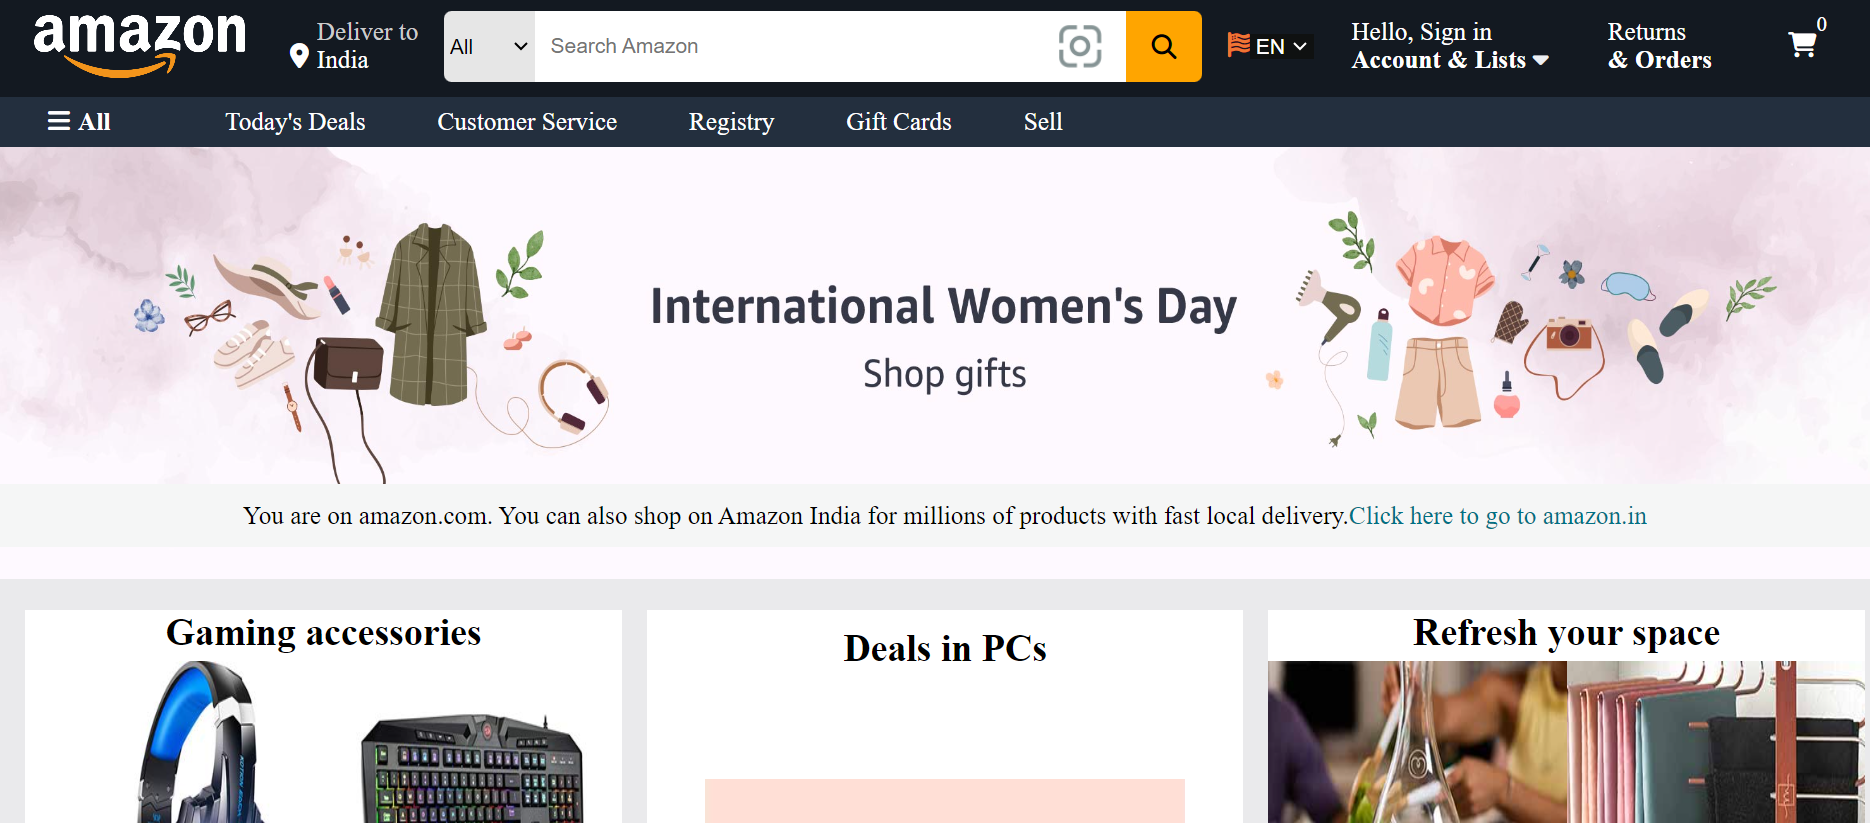 amazon
Deliver to
India
All
Search Amazon
EN
Hello, Sign in
Account & Lists
Returns
& Orders
0
All
Today's Deals
Customer Service
Registry
Gift Cards
Sell
International Women's Day
Shop gifts
You are on amazon.com. You can also shop on Amazon India for millions of products with fast local delivery.Click here to go to amazon.in
Gaming accessories
Deals in PCs
Refresh your space